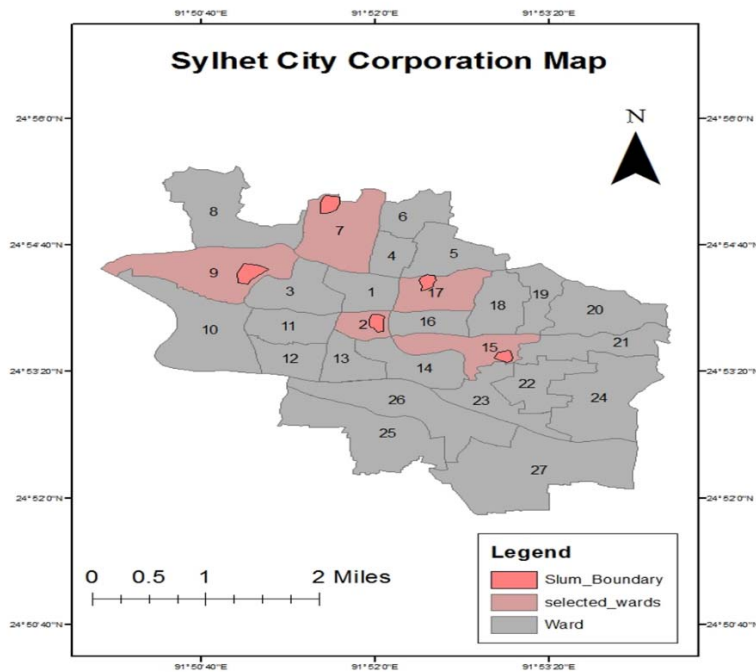 91°50'40"E 91°52'0"E 91°53'20"E
Sylhet City Corporation Map
24°56'0"N 24°56'0"N
N
8
7
6
24°54'40"N 24°54'40"N
4
5
9
3
1
17
18
19
20
10
11
2
16
15
21
12
13
14
22
24°53'20"N 24°53'20"N
26
23
24
25
27
24°52'0"N 24°52'0"N
Legend
Slum_Boundary
selected_wards
Ward
0 0.5 1 2 Miles
24°50'40"N 24°50'40"N
91°50'40"E 91°52'0"E 91°53'20"E